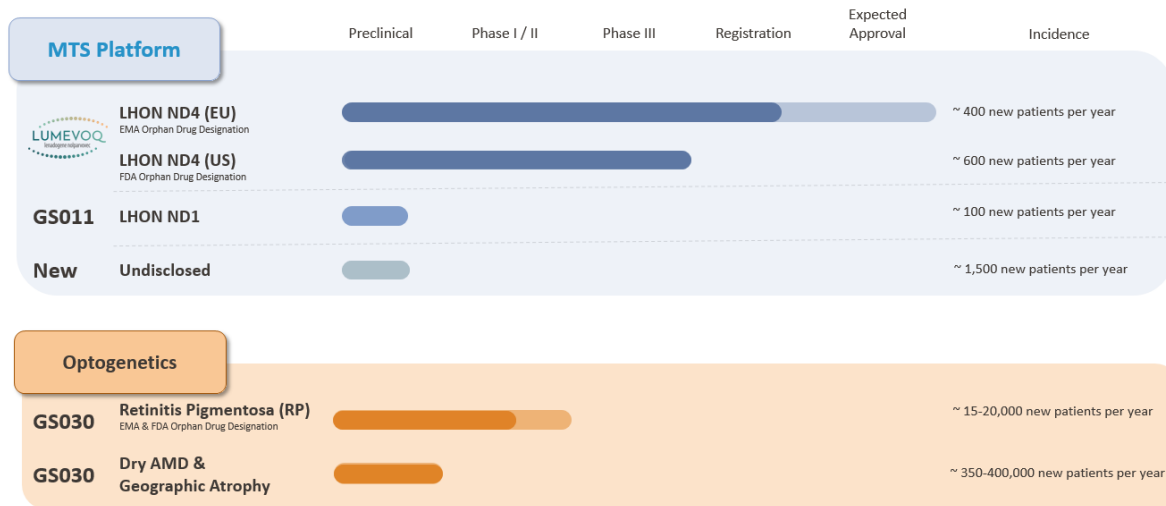 MTS Platform
Preclinical
Phase I / II
Phase III
Registration
Expected
Approval
Incidence
LUMEVOQ
LHON ND4 (EU)
EMA Orphan Drug Designation
~ 400 new patients per year
LHON ND4 (US)
FDA Orphan Drug Designation
~ 600 new patients per year
GS011
LHON ND1
~ 100 new patients per year
New
Undisclosed
~ 1,500 new patients per year
Optogenetics
GS030
Retinitis Pigmentosa (RP)
EMA & FDA Orphan Drug Designation
~ 15-20,000 new patients per year
GS030
Dry AMD &
Geographic Atrophy
~ 350-400,000 new patients per year